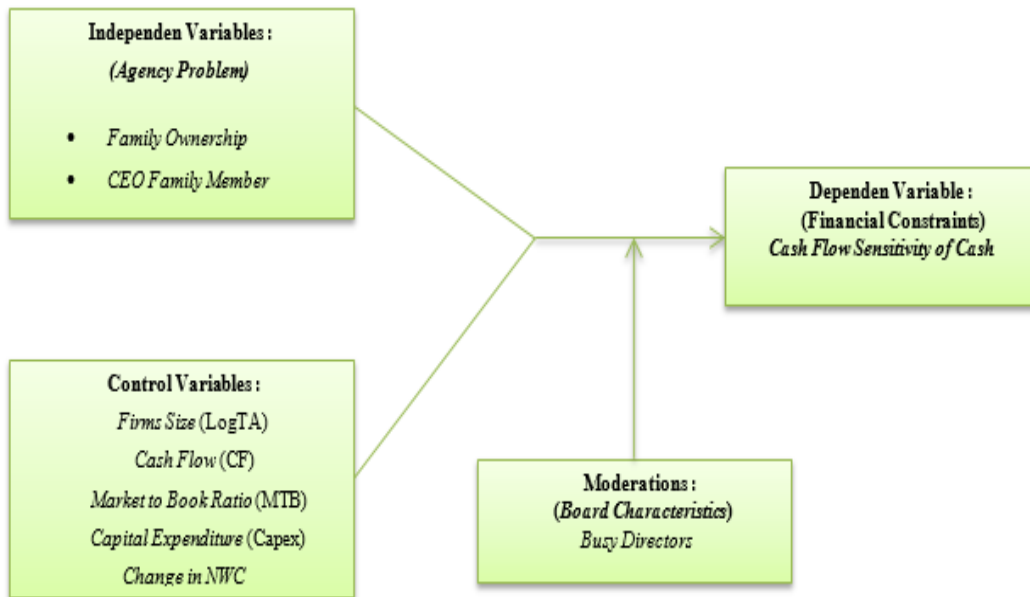 Independen Variables :
(Agency Problem)
• Family Ownership
• CEO Family Member
Dependen Variable :
(Financial Constraints)
Cash Flow Sensitivity of Cash
Control Variables :
Firms Size (LogTA)
Cash Flow (CF)
Market to Book Ratio (MTB)
Capital Expenditure (Capex)
Change in NWC
Moderations :
(Board Characteristics)
Busy Directors